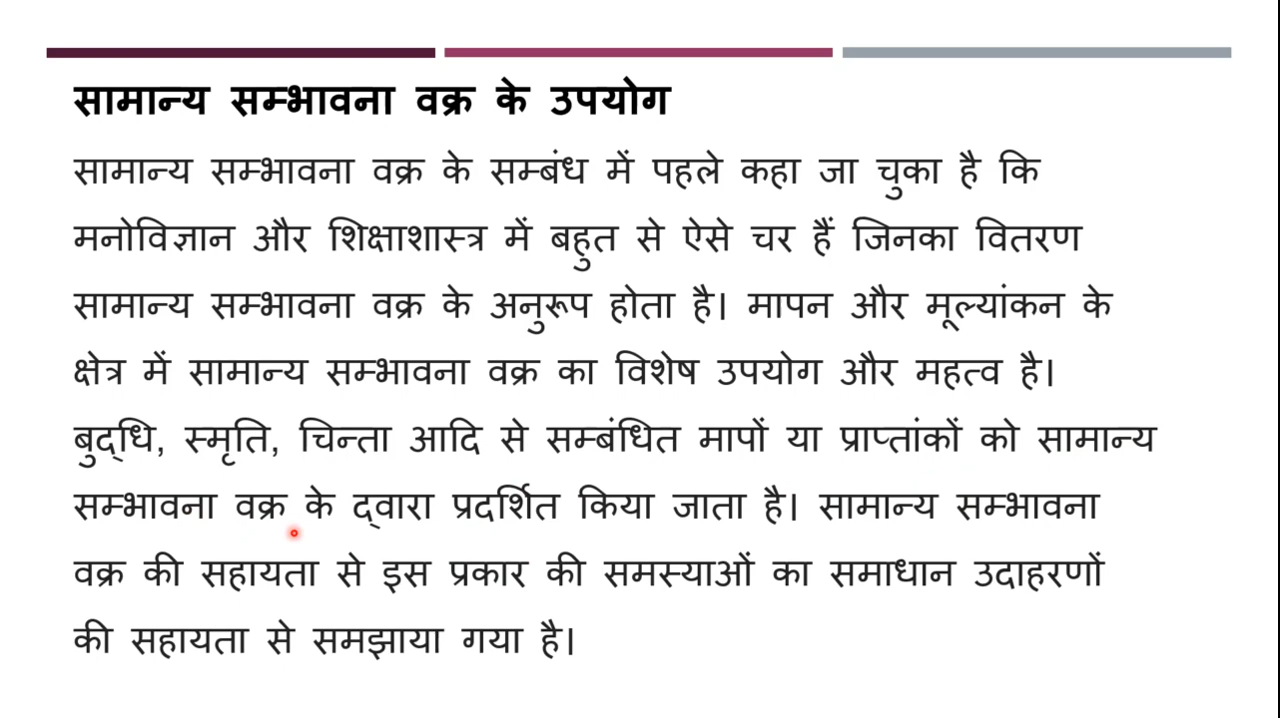 सामान्य सम्भावना वक्र के उपयोग
सामान्य सम्भावना वक्र के सम्बंध में पहले कहा जा चुका है कि
मनोविज्ञान और शिक्षाशास्त्र में बहुत से ऐसे चर हैं जिनका वितरण
सामान्य सम्भावना वक्र के अनुरूप होता है। मापन और मूल्यांकन के
क्षेत्र में सामान्य सम्भावना वक्र का विशेष उपयोग और महत्व है।
बुद्धि, स्मृति, चिन्ता आदि से सम्बंधित मापों या प्राप्तांकों को सामान्य
सम्भावना वक्र के द्वारा प्रदर्शित किया जाता है। सामान्य सम्भावना
वक्र की सहायता से इस प्रकार की समस्याओं का समाधान उदाहरणों
की सहायता से समझाया गया है।